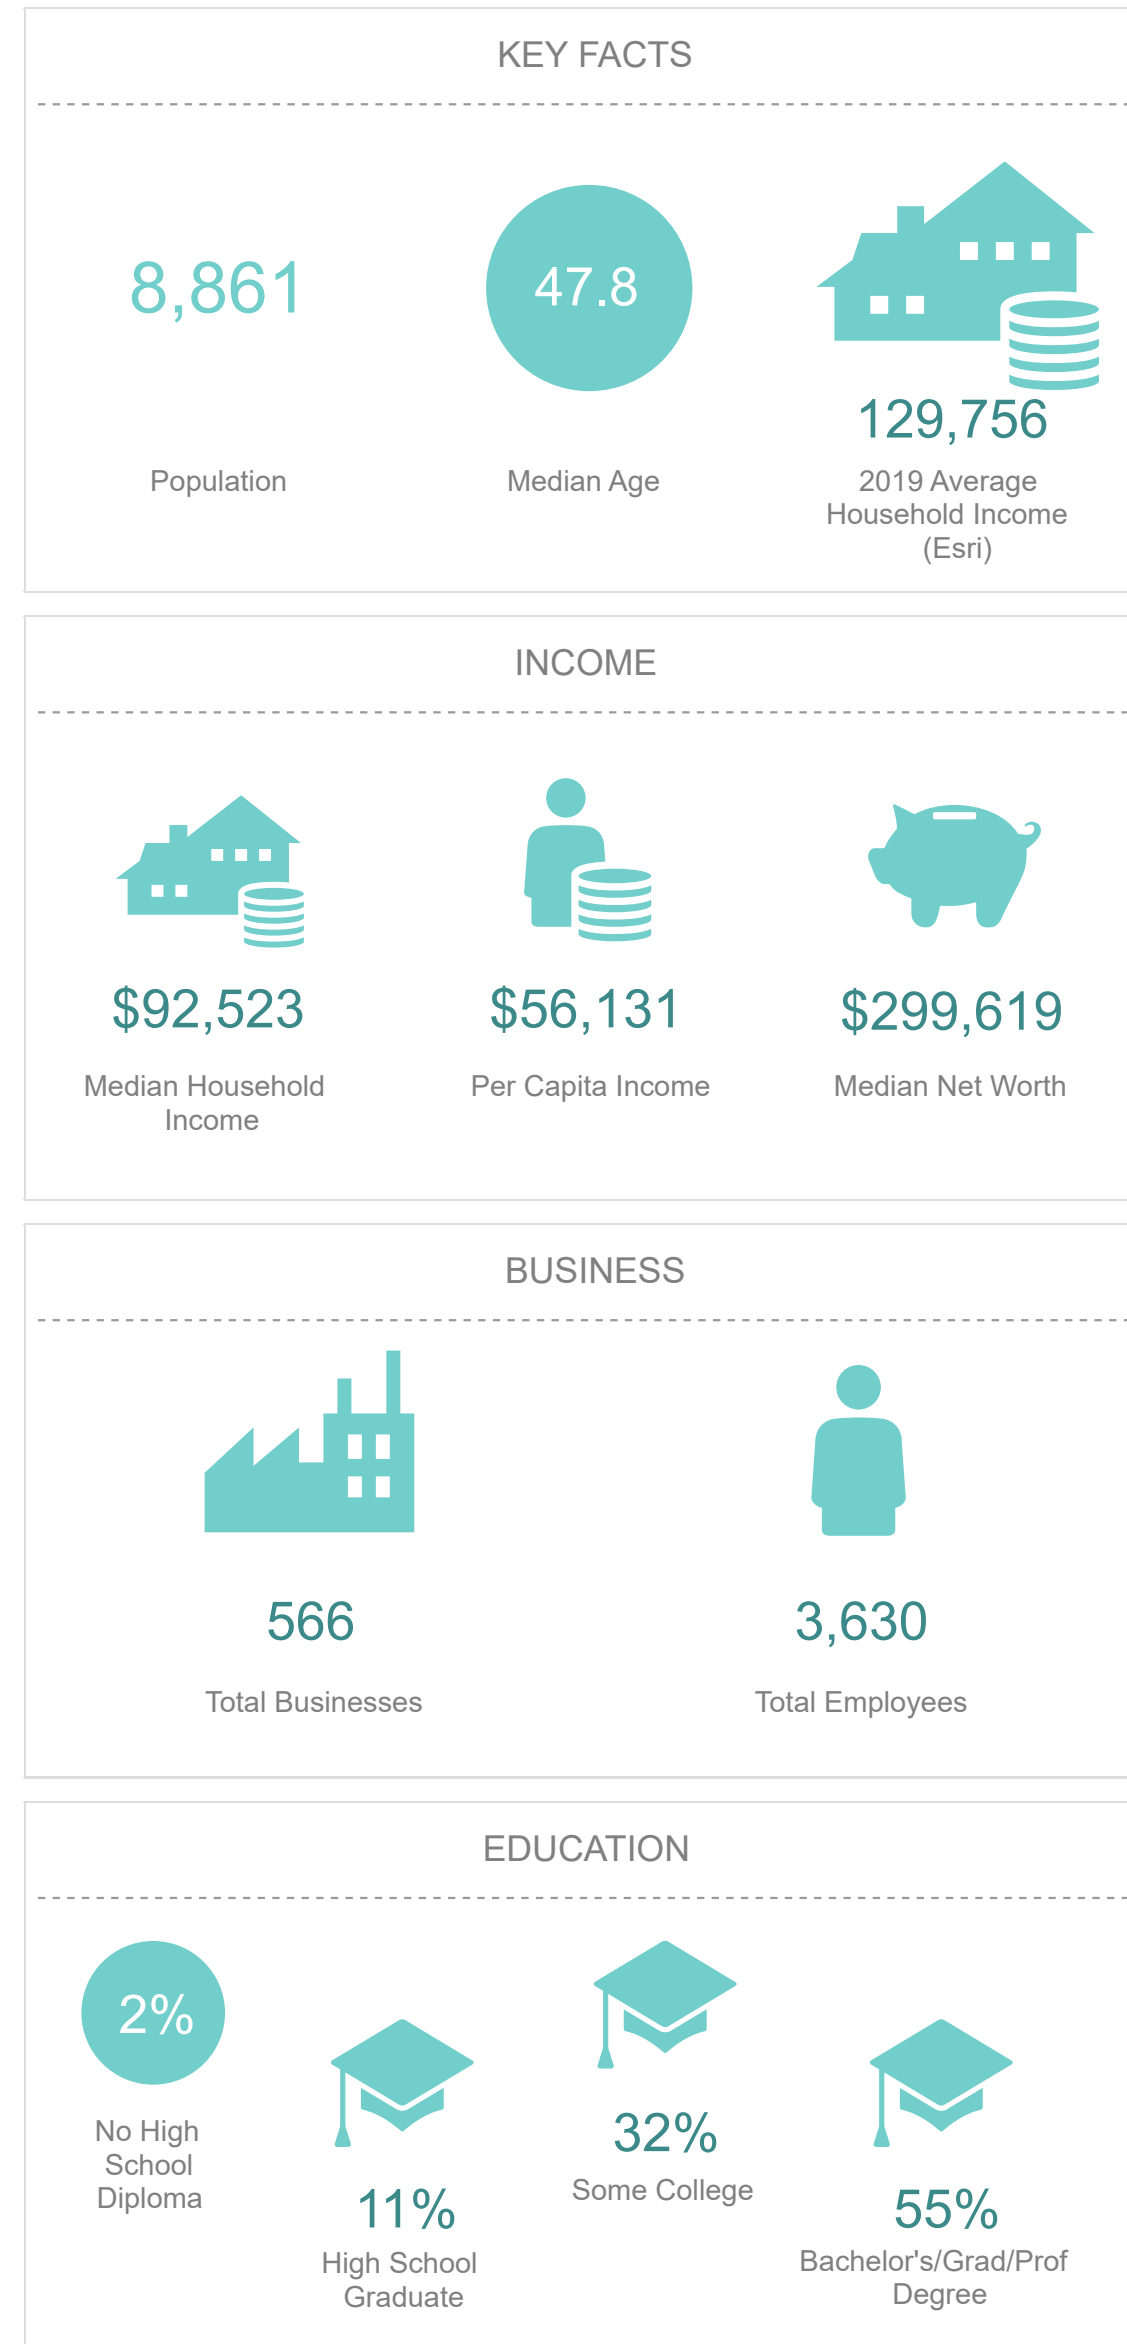 KEY FACTS
8,861
Population
47.8
Median Age
129,756
2019 Average
Household Income
(Esri)
INCOME
$92,523
Median Household
Income
$56,131
Per Capita Income
$299,619
Median Net Worth
BUSINESS
566
Total Businesses
3,630
Total Employees
EDUCATION
2%
No High
School
Diploma
11%
High School
Graduate
32%
Some College
55%
Bachelor's/Grad/Prof
Degree